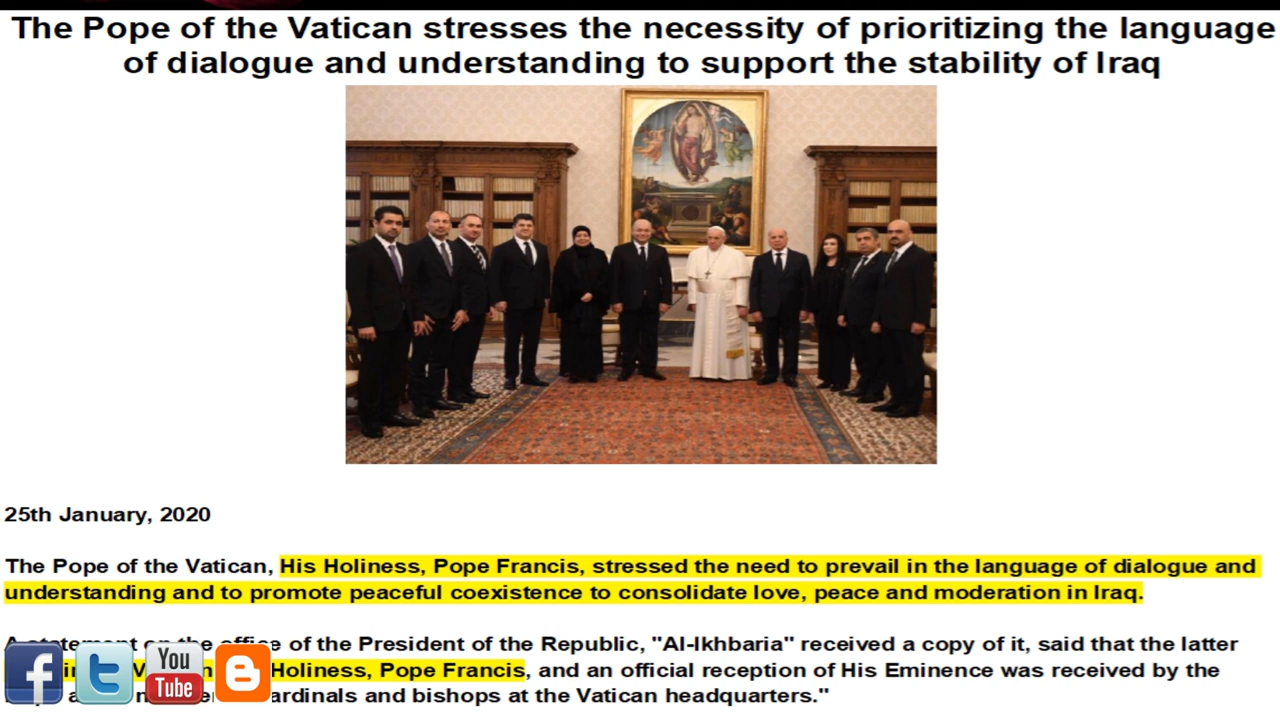 The Pope of the Vatican stresses the necessity of prioritizing the language
of dialogue and understanding to support the stability of Iraq
25th January, 2020
The Pope of the Vatican, His Holiness, Pope Francis, stressed the need to prevail in the language of dialogue and
understanding and to promote peaceful coexistence to consolidate love, peace and moderation in Iraq.
A statement of the President of the Republic, "Al-Ikhbaria" received a copy of it, said that the latter
Holiness, Pope Francis, and an official reception of His Eminence was received by the
and bishops at the Vatican headquarters."
You
Tube